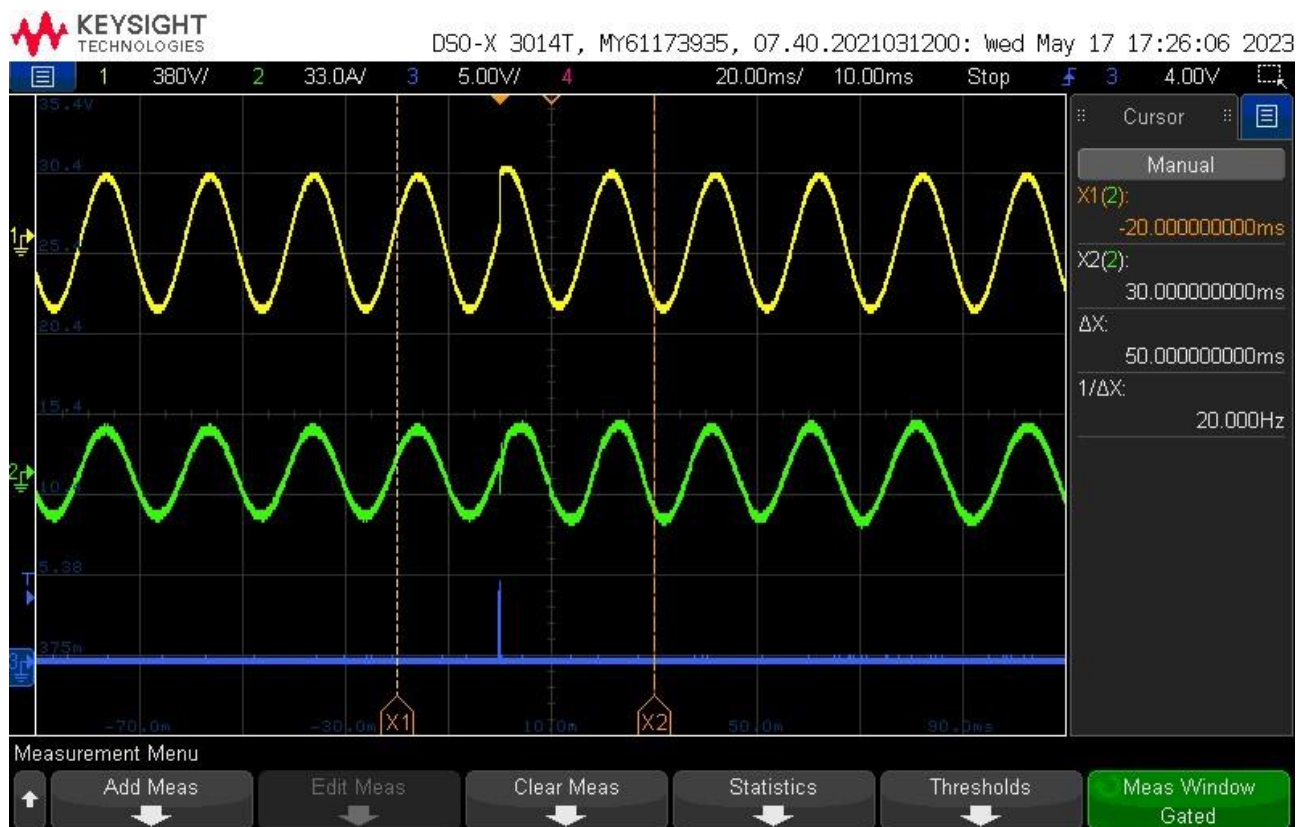 KEYSIGHT
TECHNOLOGIES
DSO-X 3014T, MY61173935, 07.40.2021031200: Wed May 17 17:26:06 2023
1 380V/ 2 33.0A/ 3 5.00V/ 4 20.00ms/ 10.00ms Stop 3 4.00V
35.4V
30.4
25.4
20.4
15.4
5.38
375m
1
2
T
3
-70.0m -30.0m X1 10.0m X2 50.0m 90.0ms
Cursor
Manual
X1(2):
-20.000000000ms
X2(2):
30.000000000ms
ΔX:
50.000000000ms
1/ΔX:
20.000Hz
Measurement Menu
Add Meas Edit Meas Clear Meas Statistics Thresholds Meas Window
Gated